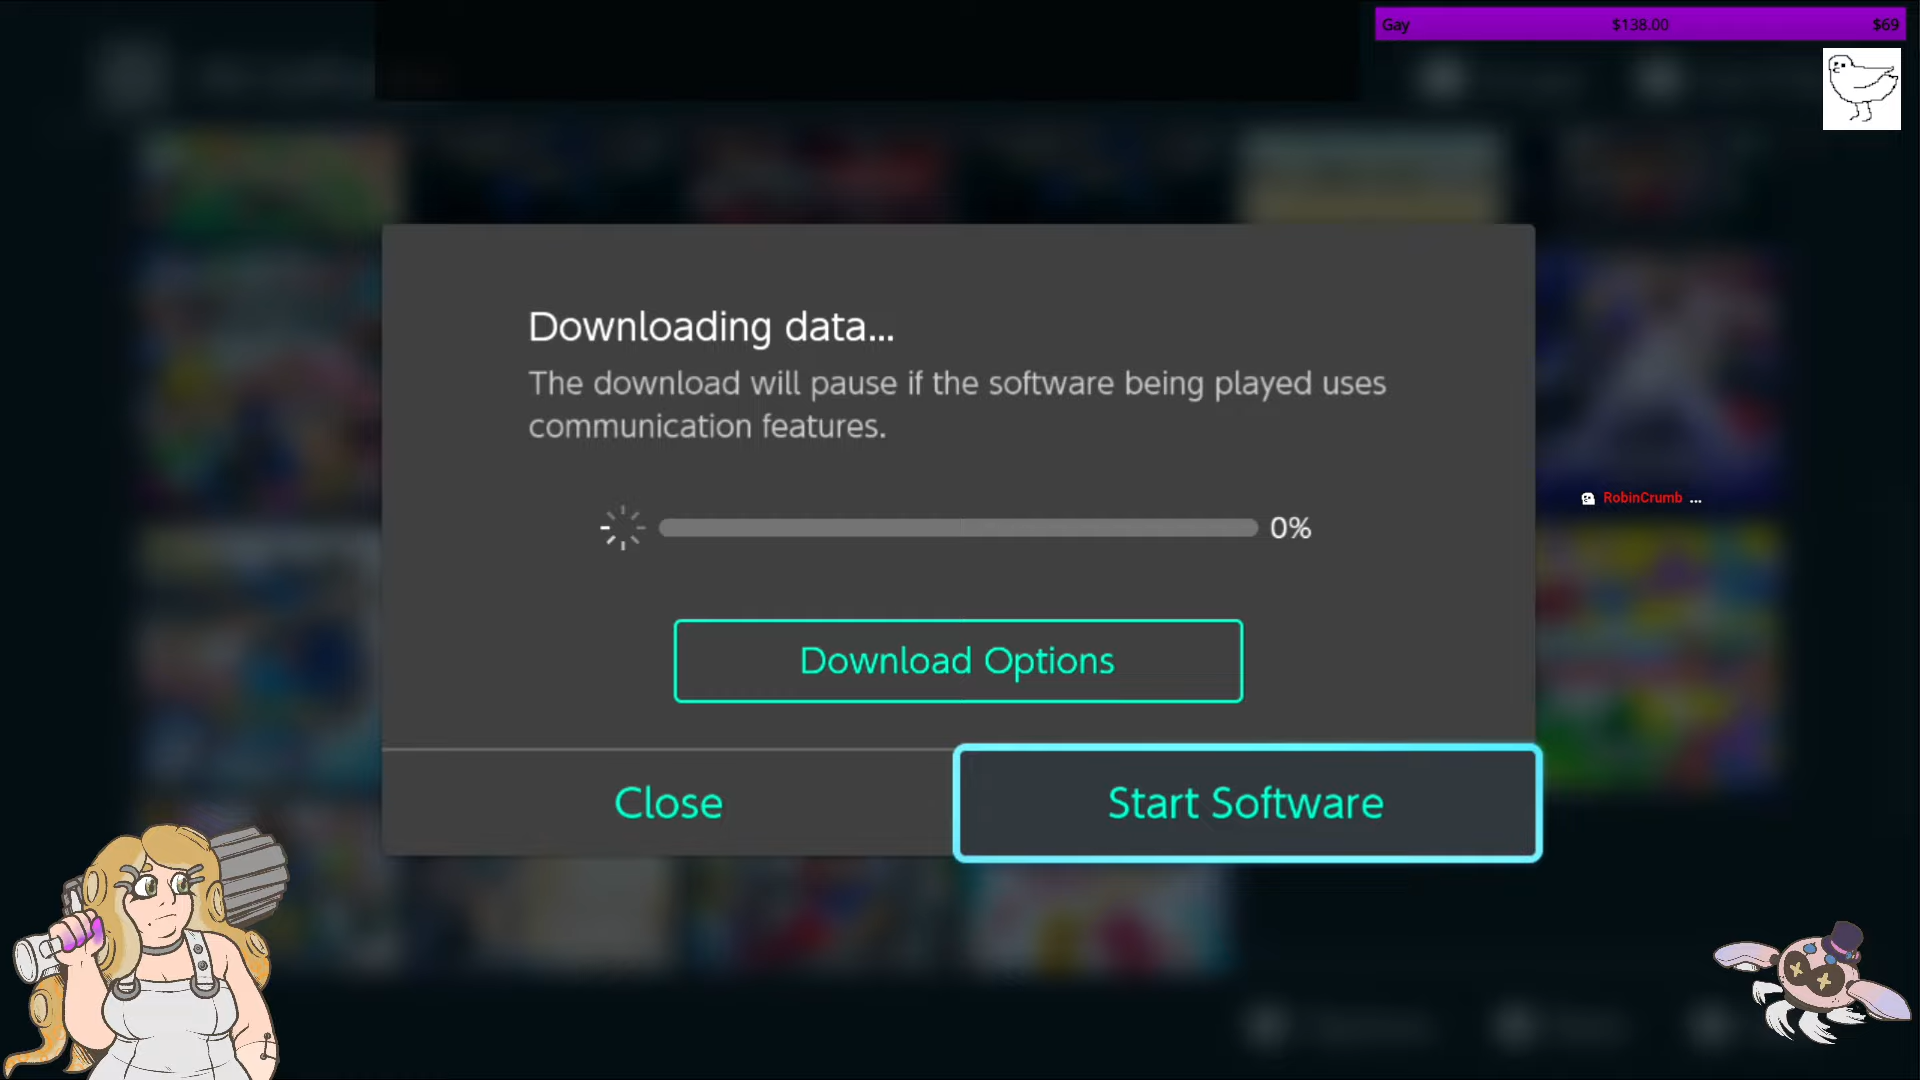 Gay $138.00 $69
Downloading data...
The download will pause if the software being played uses
communication features.
RobinCrumb ...
0%
Download Options
Close
Start Software